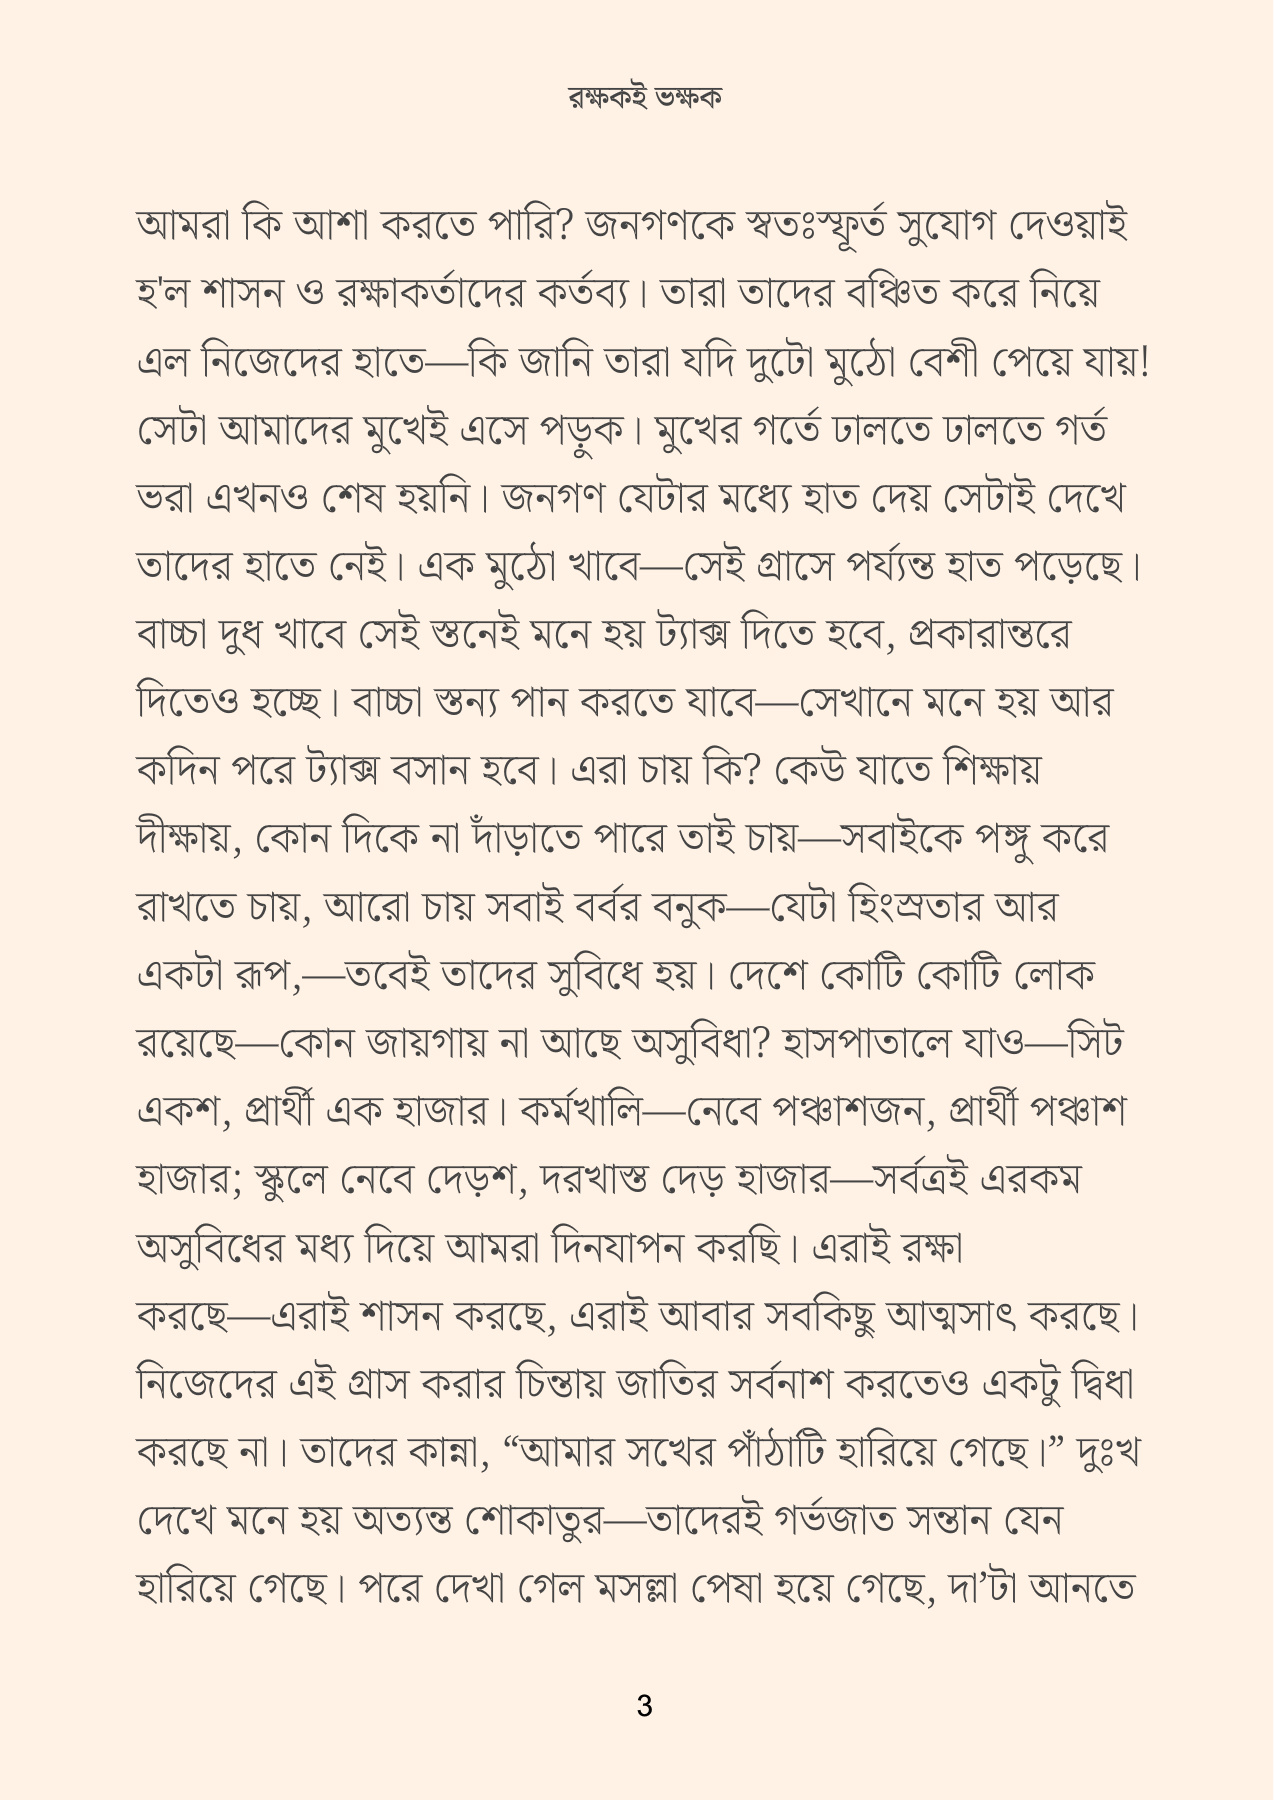 রক্ষকই ভক্ষক
আমরা কি আশা করতে পারি? জনগণকে স্বতঃস্ফূর্ত সুযোগ দেওয়াই
হ'ল শাসন ও রক্ষাকর্তাদের কর্তব্য। তারা তাদের বঞ্চিত করে নিয়ে
এল নিজেদের হাতে—কি জানি তারা যদি দুটো মুঠো বেশী পেয়ে যায়!
সেটা আমাদের মুখেই এসে পড়ুক। মুখের গর্তে ঢালতে ঢালতে গর্ত
ভরা এখনও শেষ হয়নি। জনগণ যেটার মধ্যে হাত দেয় সেটাই দেখে
তাদের হাতে নেই। এক মুঠো খাবে—সেই গ্রাসে পর্য্যন্ত হাত পড়েছে।
বাচ্চা দুধ খাবে সেই স্তনেই মনে হয় ট্যাক্স দিতে হবে, প্রকারান্তরে
দিতেও হচ্ছে। বাচ্চা স্তন্য পান করতে যাবে—সেখানে মনে হয় আর
কদিন পরে ট্যাক্স বসান হবে। এরা চায় কি? কেউ যাতে শিক্ষায়
দীক্ষায়, কোন দিকে না দাঁড়াতে পারে তাই চায়—সবাইকে পঙ্গু করে
রাখতে চায়, আরো চায় সবাই বর্বর বনুক—যেটা হিংস্রতার আর
একটা রূপ,—তবেই তাদের সুবিধে হয়। দেশে কোটি কোটি লোক
রয়েছে—কোন জায়গায় না আছে অসুবিধা? হাসপাতালে যাও—সিট
একশ, প্রার্থী এক হাজার। কর্মখালি—নেবে পঞ্চাশজন, প্রার্থী পঞ্চাশ
হাজার; স্কুলে নেবে দেড়শ, দরখাস্ত দেড় হাজার—সর্বত্রই এরকম
অসুবিধের মধ্য দিয়ে আমরা দিনযাপন করছি। এরাই রক্ষা
করছে—এরাই শাসন করছে, এরাই আবার সবকিছু আত্মসাৎ করছে।
নিজেদের এই গ্রাস করার চিন্তায় জাতির সর্বনাশ করতেও একটু দ্বিধা
করছে না। তাদের কান্না, “আমার সখের পাঁঠাটি হারিয়ে গেছে।” দুঃখ
দেখে মনে হয় অত্যন্ত শোকাতুর—তাদেরই গর্ভজাত সন্তান যেন
হারিয়ে গেছে। পরে দেখা গেল মসল্লা পেষা হয়ে গেছে, দা’টা আনতে
3